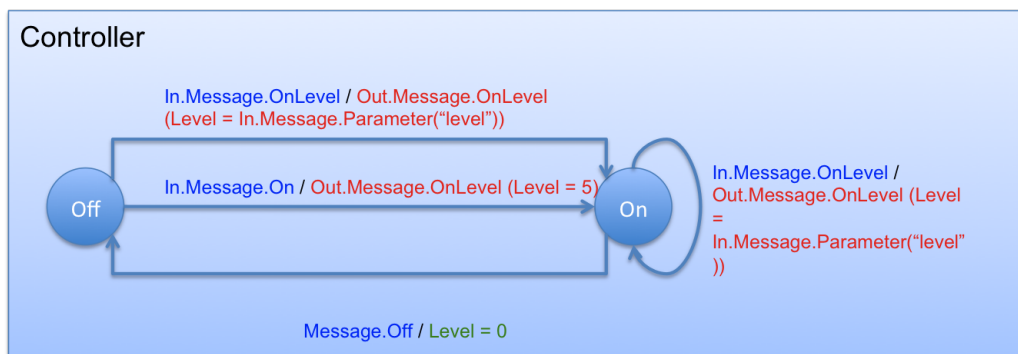 Controller
In.Message.OnLevel / Out.Message.OnLevel
(Level = In.Message.Parameter(“level”))
In.Message.On / Out.Message.OnLevel (Level = 5)
Off
On
In.Message.OnLevel /
Out.Message.OnLevel (Level
=
In.Message.Parameter(“level”
))
Message.Off / Level = 0